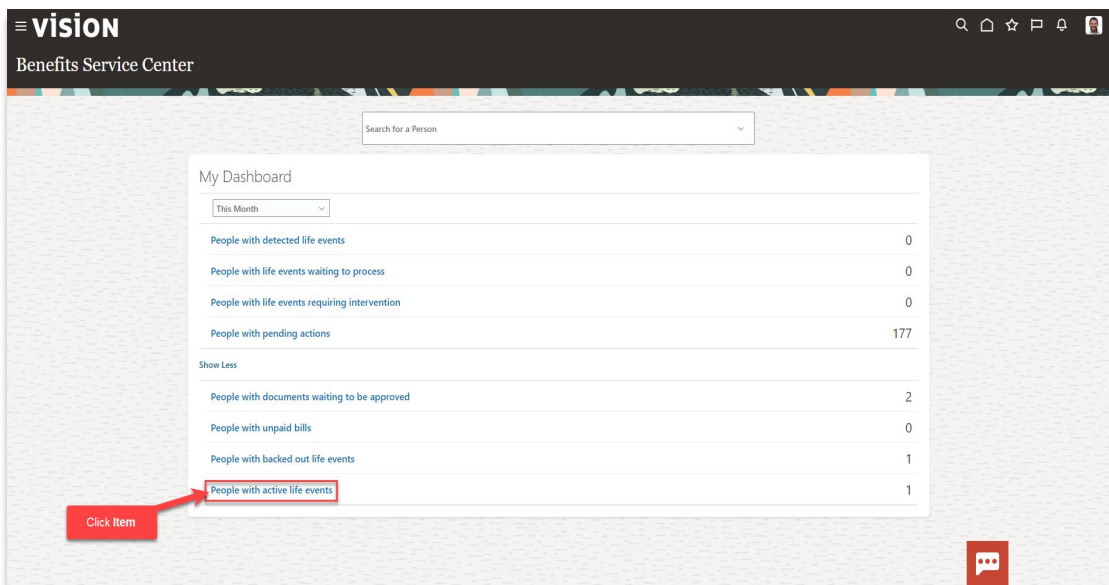 vision
Benefits Service Center
Search for a Person
My Dashboard
This Month
People with detected life events 0
People with life events waiting to process 0
People with life events requiring intervention 0
People with pending actions 177
Show Less
People with documents waiting to be approved 2
People with unpaid bills 0
People with backed out life events 1
People with active life events 1
Click Item